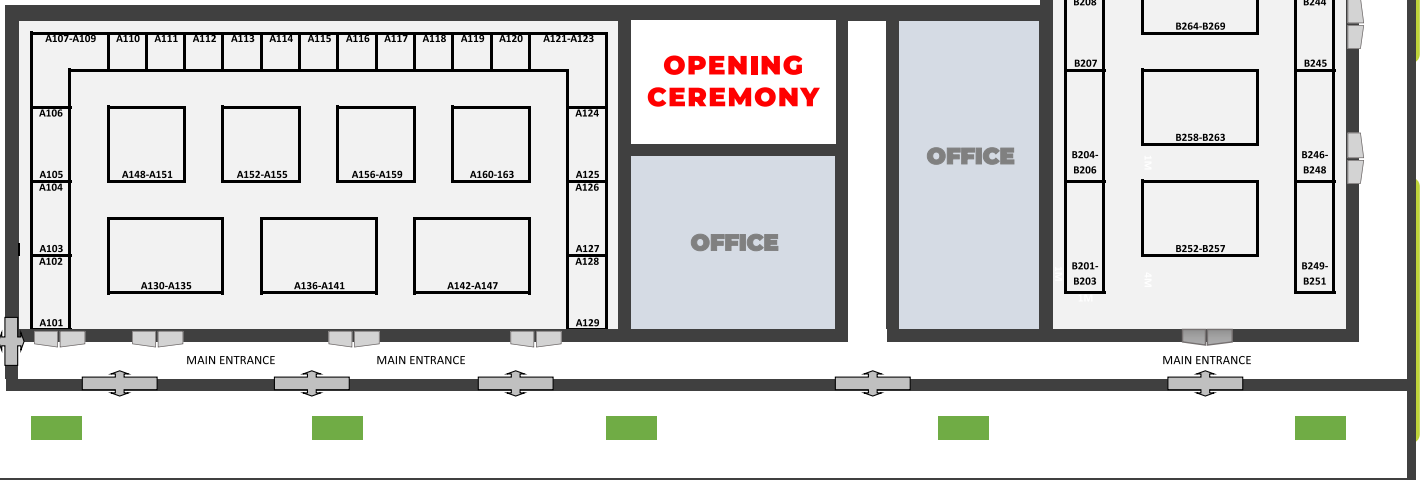 B208
B264-B269
B244
A107-A109
A110
A111
A112
A113
A114
A115
A116
A117
A118
A119
A120
A121-A123
OPENING
CEREMONY
B207
B245
A106
A124
B258-B263
OFFICE
B204-
B206
B246-
B248
A105
A148-A151
A152-A155
A156-A159
A160-163
A125
A104
A126
A103
A127
OFFICE
B252-B257
A102
A128
B201-
B203
B249-
B251
A130-A135
A136-A141
A142-A147
A101
A129
MAIN ENTRANCE
MAIN ENTRANCE
MAIN ENTRANCE